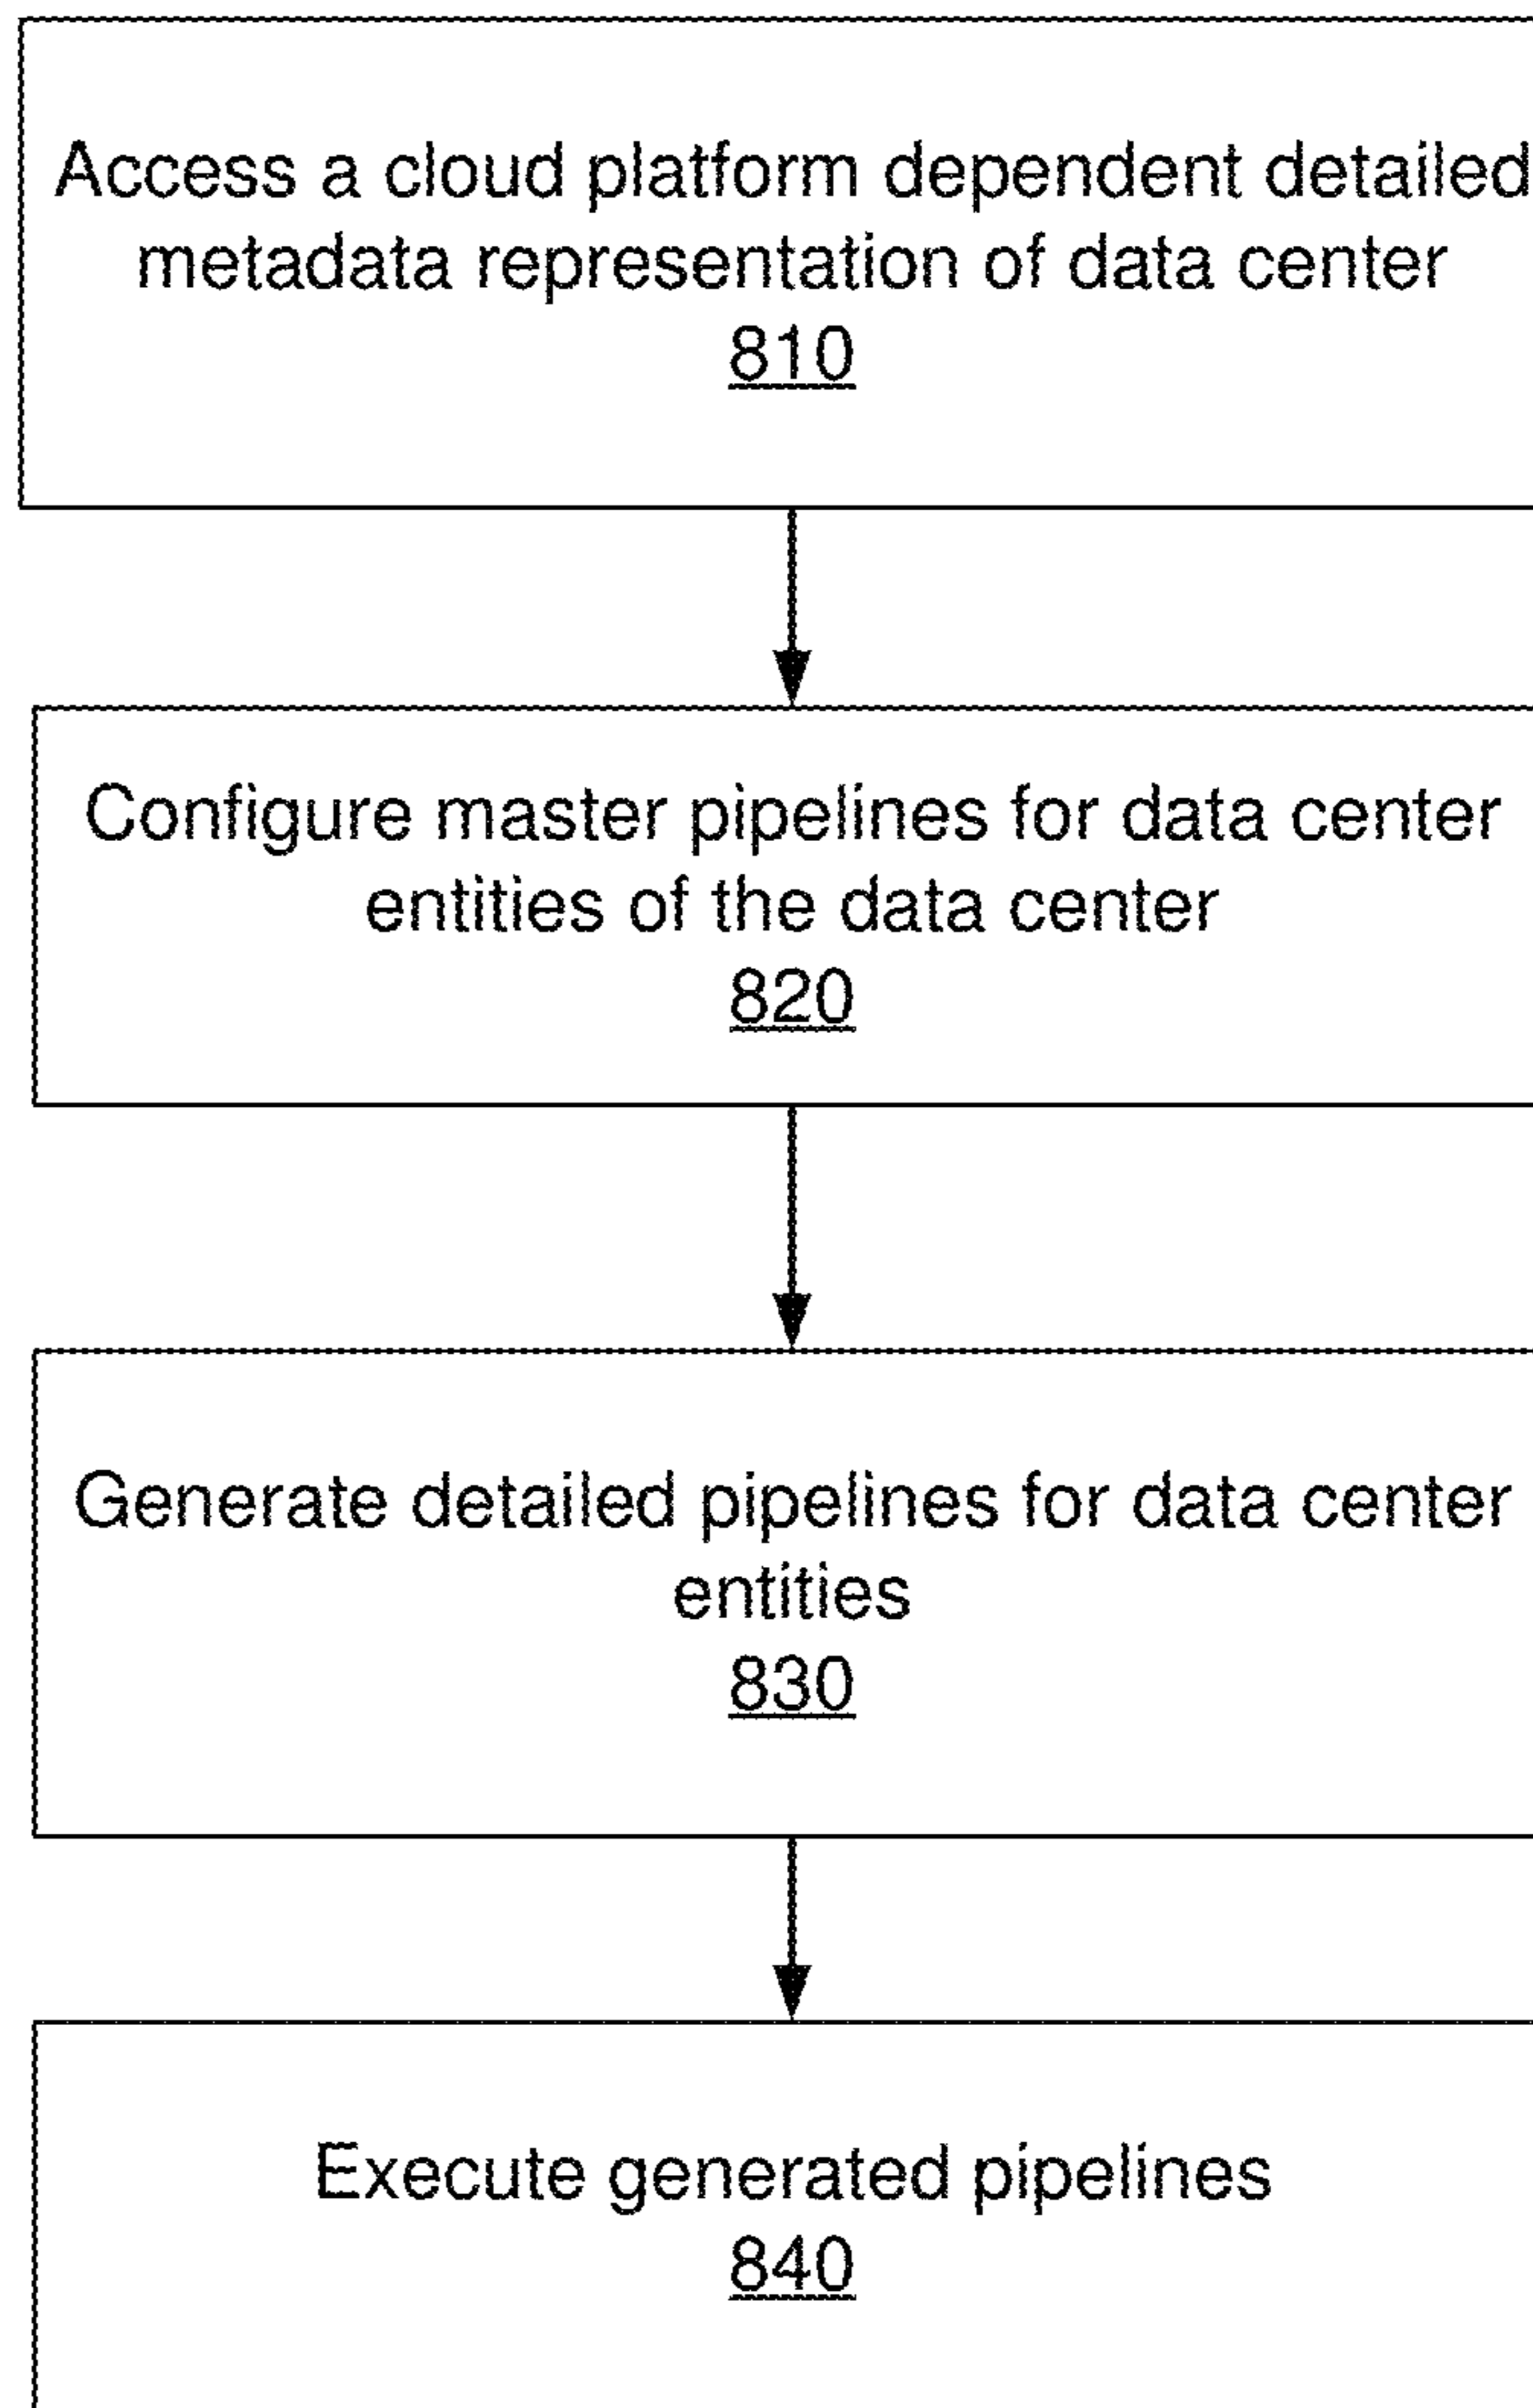 Access a cloud platform dependent detailed
metadata representation of data center
810
Configure master pipelines for data center
entities of the data center
820
Generate detailed pipelines for data center
entities
830
Execute generated pipelines
840